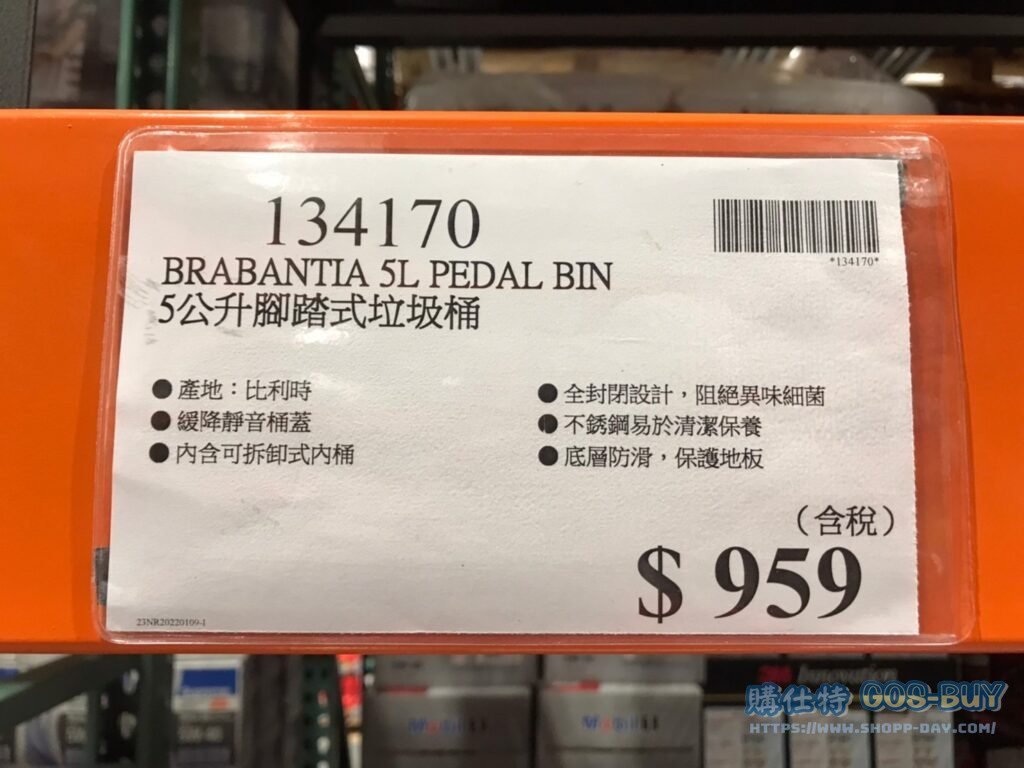 134170
*134170*
BRABANTIA 5L PEDAL BIN
5公升腳踏式垃圾桶
●產地：比利時
●緩降靜音桶蓋
●內含可拆卸式內桶
●全封閉設計，阻絕異味細菌
●不銹鋼易於清潔保養
●底層防滑，保護地板
（含稅）
$ 959
23NR20220109-1
3M Innovation
購仕特 GOS-BUY
HTTPS://WWW.SHOPP-DAY.COM/